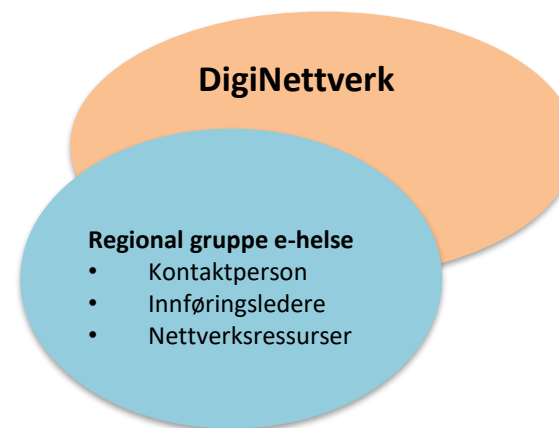 DigiNettverk
Regional gruppe e-helse
• Kontaktperson
• Innføringsledere
• Nettverksressurser